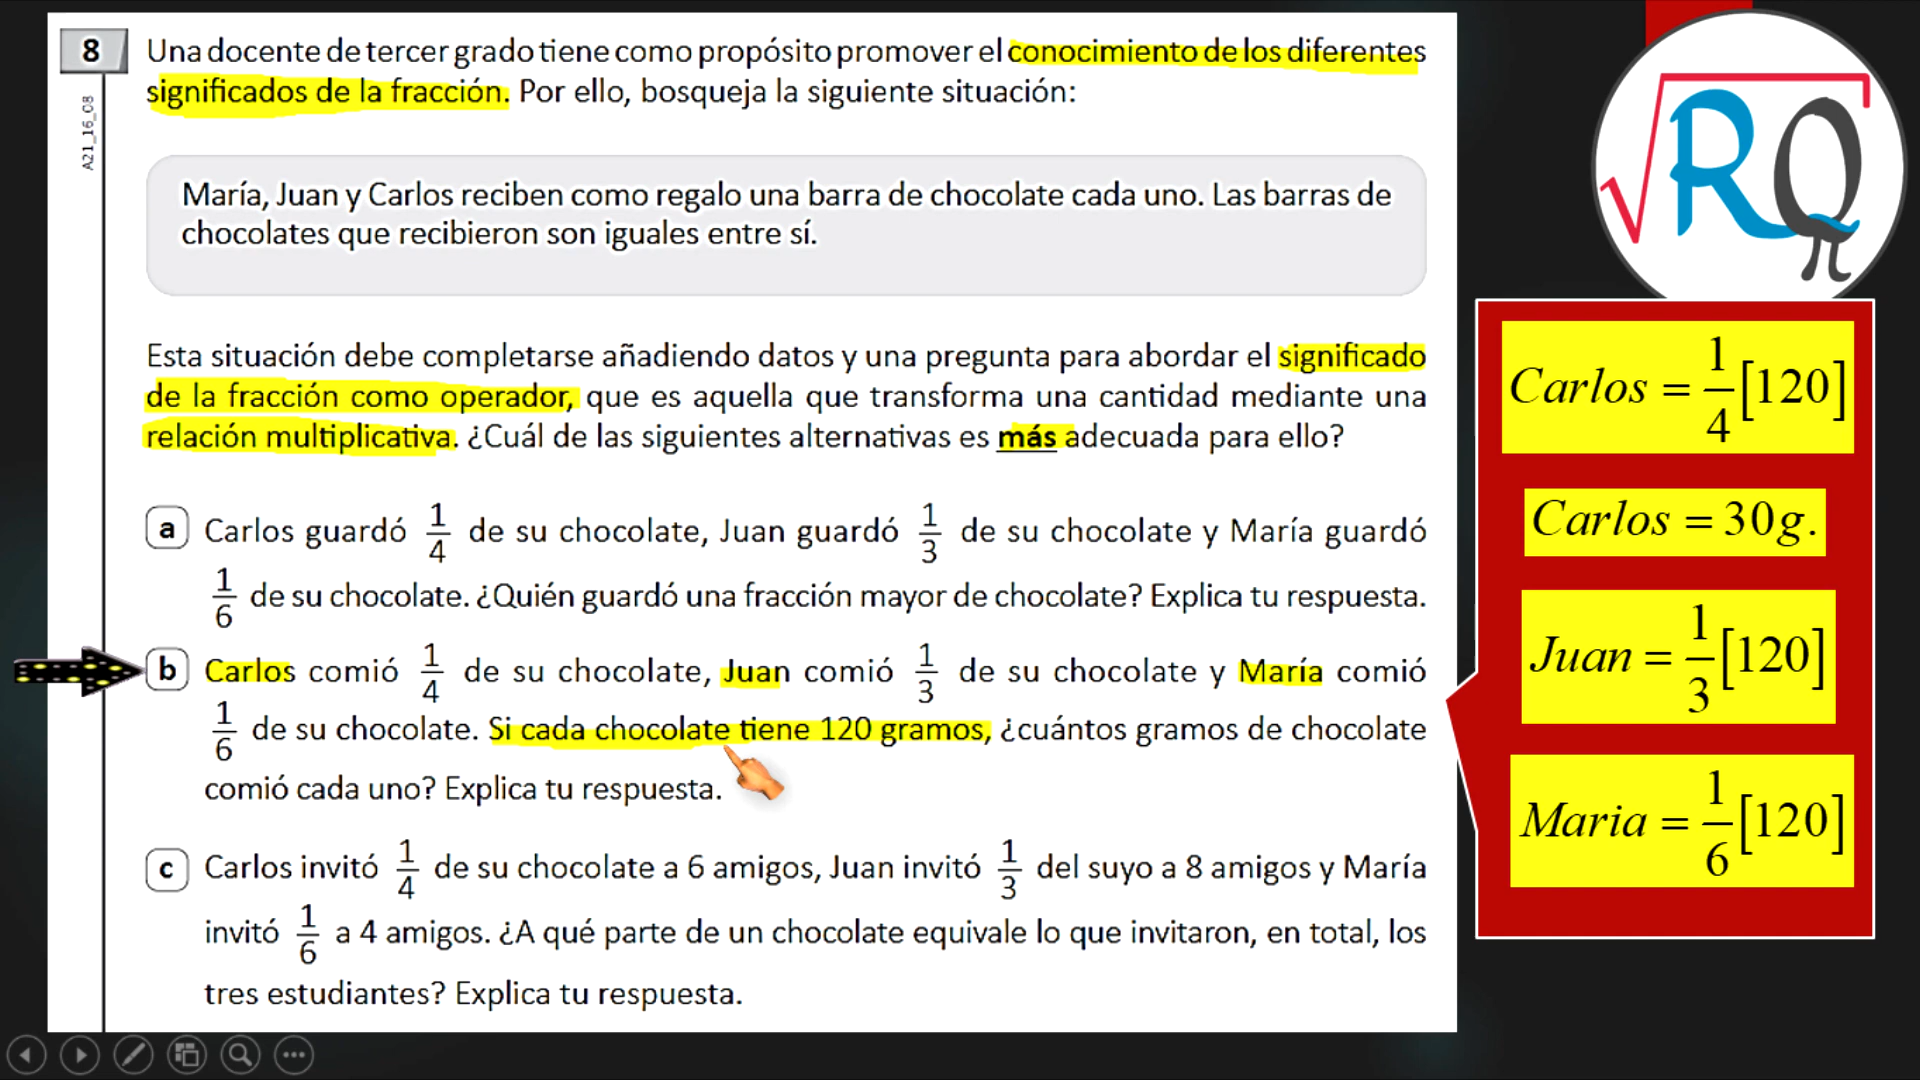 8
A21_16_08
Una docente de tercer grado tiene como propósito promover el conocimiento de los diferentes
significados de la fracción. Por ello, bosqueja la siguiente situación:
María, Juan y Carlos reciben como regalo una barra de chocolate cada uno. Las barras de
chocolates que recibieron son iguales entre sí.
Esta situación debe completarse añadiendo datos y una pregunta para abordar el significado
de la fracción como operador, que es aquella que transforma una cantidad mediante una
relación multiplicativa. ¿Cuál de las siguientes alternativas es más adecuada para ello?
a Carlos guardó 1/4 de su chocolate, Juan guardó 1/3 de su chocolate y María guardó
1/6 de su chocolate. ¿Quién guardó una fracción mayor de chocolate? Explica tu respuesta.
b Carlos comió 1/4 de su chocolate, Juan comió 1/3 de su chocolate y María comió
1/6 de su chocolate. Si cada chocolate tiene 120 gramos, ¿cuántos gramos de chocolate
comió cada uno? Explica tu respuesta.
c Carlos invitó 1/4 de su chocolate a 6 amigos, Juan invitó 1/3 del suyo a 8 amigos y María
invitó 1/6 a 4 amigos. ¿A qué parte de un chocolate equivale lo que invitaron, en total, los
tres estudiantes? Explica tu respuesta.
√RQπ
Carlos = 1/4 [120]
Carlos = 30g.
Juan = 1/3 [120]
Maria = 1/6 [120]